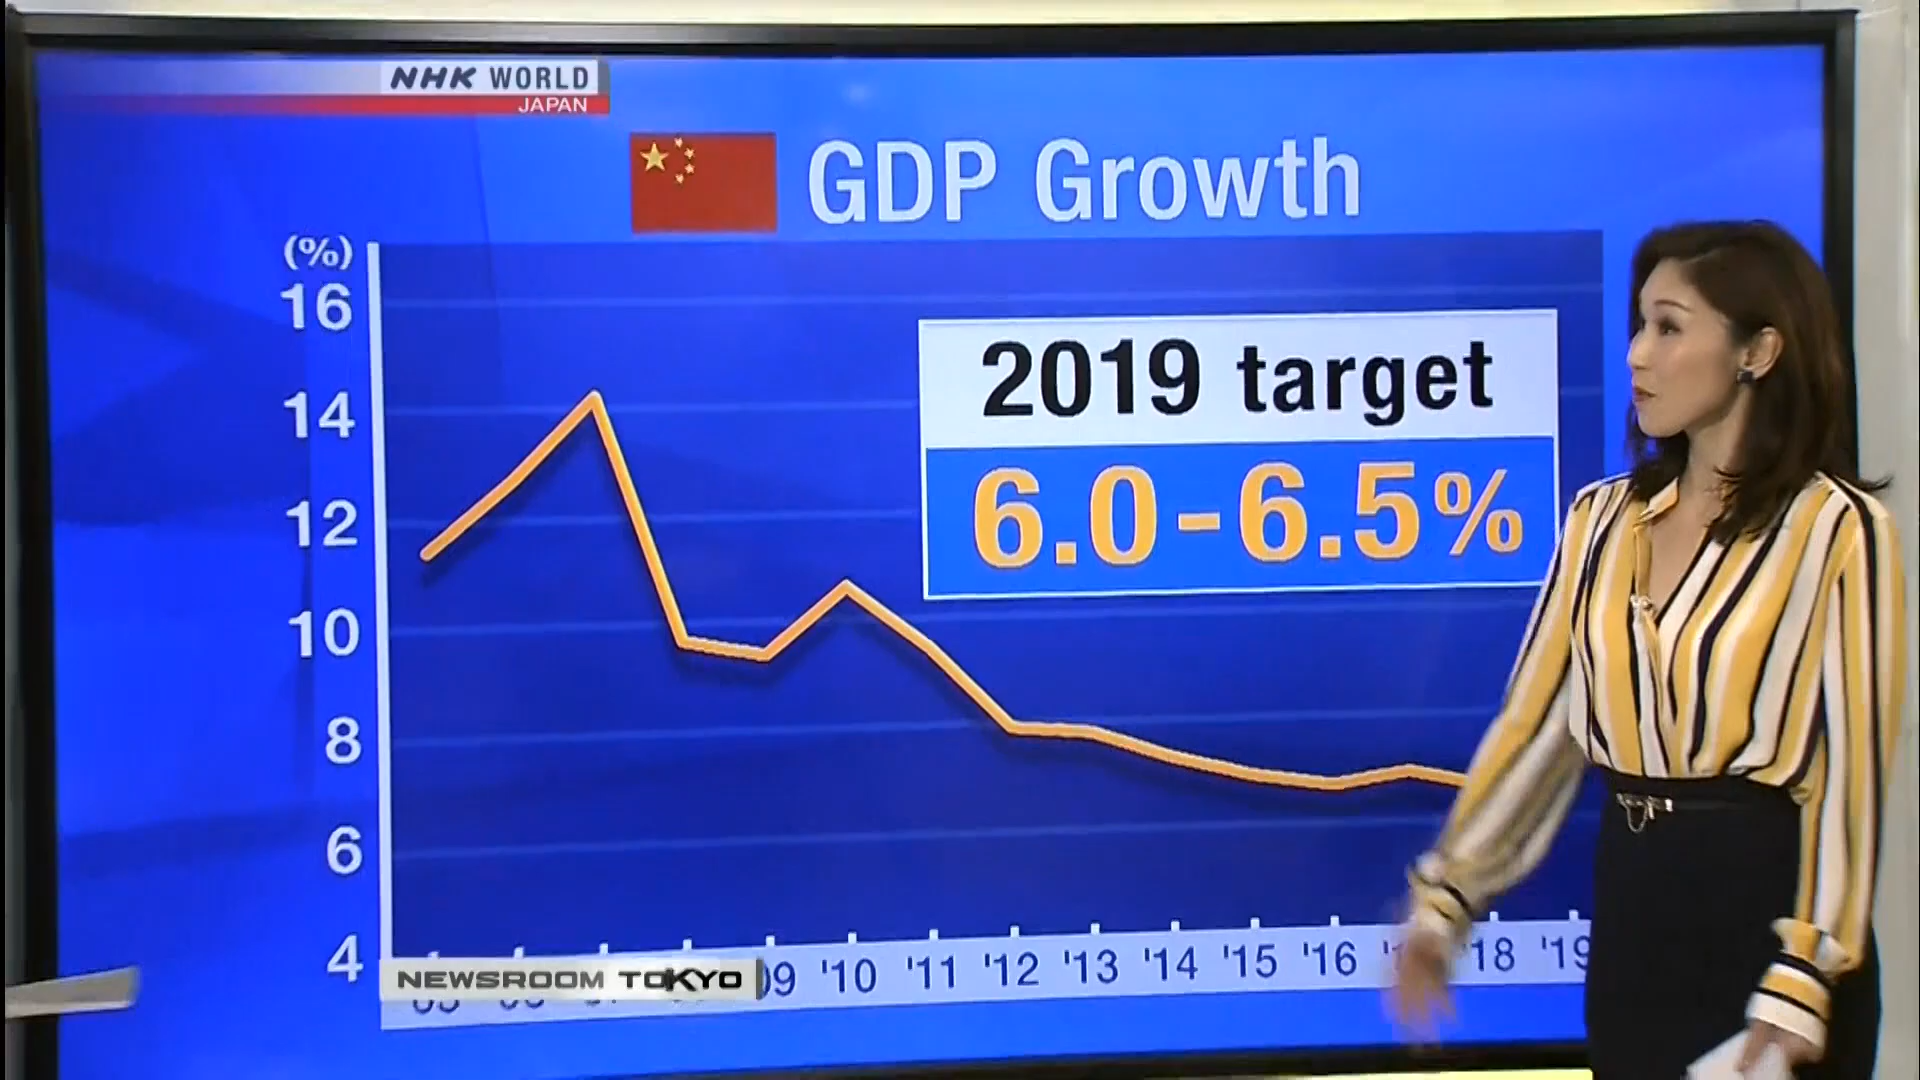 NHK WORLD
JAPAN
GDP Growth
(%)
16
14
12
10
8
6
4
2019 target
6.0-6.5%
NEWSROOM TOKYO
'10 '11 '12 '13 '14 '15 '16 '18 '19